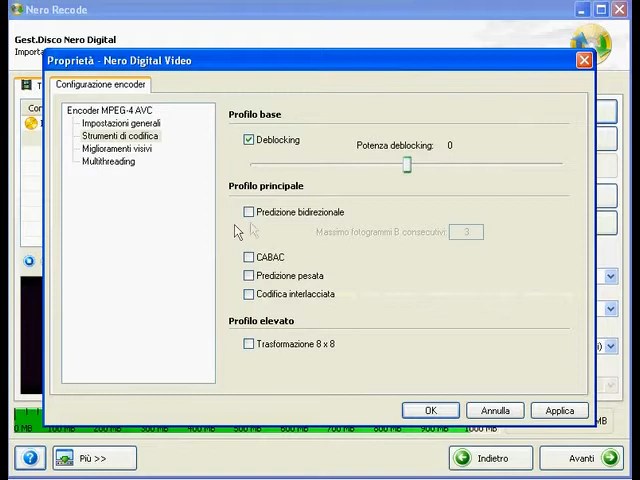 Nero Recode
Gest.Disco Nero Digital
Proprietà - Nero Digital Video
Configurazione encoder
Encoder MPEG-4 AVC
Impostazioni generali
Strumenti di codifica
Miglioramenti visivi
Multithreading
Profilo base
Deblocking
Potenza deblocking: 0
Profilo principale
Predizione bidirezionale
Massimo fotogrammi B consecutivi 3
CABAC
Predizione pesata
Codifica interlacciata
Profilo elevato
Trasformazione 8 x 8
OK
Annulla
Applica
Più >>
Indietro
Avanti